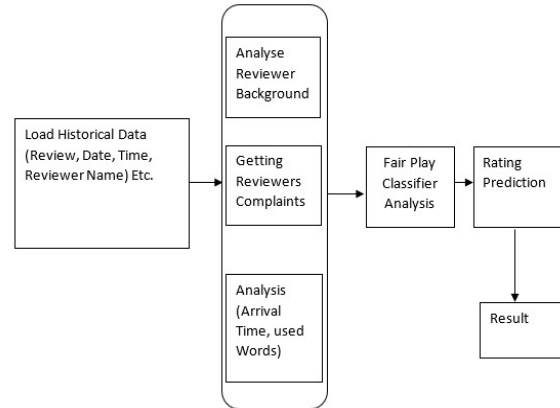 Load Historical Data
(Review, Date, Time,
Reviewer Name) Etc.
Analyse
Reviewer
Background
Getting
Reviewers
Complaints
Analysis
(Arrival
Time, used
Words)
Fair Play
Classifier
Analysis
Rating
Prediction
Result